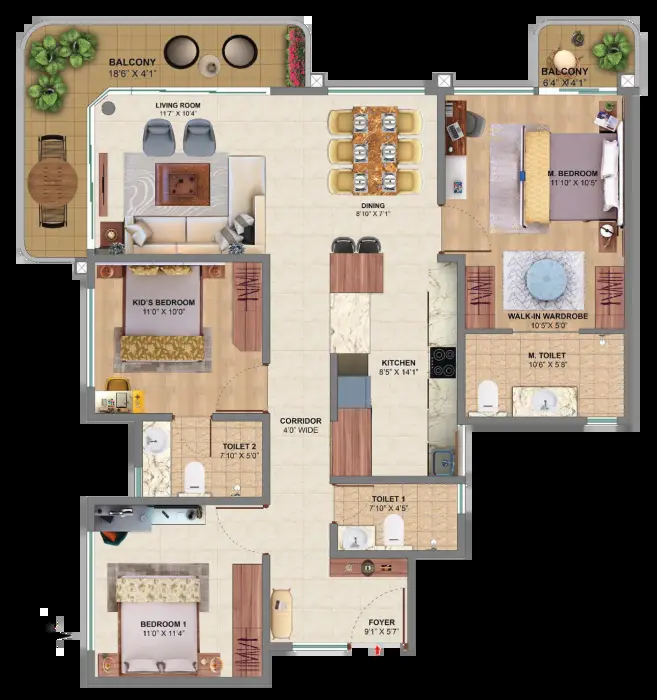 BALCONY
18'6" X 4'1"
BALCONY
6'4" X 4'1"
LIVING ROOM
11'7" X 10'4"
M. BEDROOM
11'10" X 10'5"
DINING
8'10" X 7'1"
KID'S BEDROOM
11'0" X 10'0"
WALK-IN WARDROBE
10'5"X 5'0"
M. TOILET
10'6" X 5'8"
KITCHEN
8'5" X 14'1"
CORRIDOR
4'0" WIDE
TOILET 2
7'10" X 5'0"
TOILET 1
7'10" X 4'5"
BEDROOM 1
11'0" X 11'4"
FOYER
9'1" X 5'7"